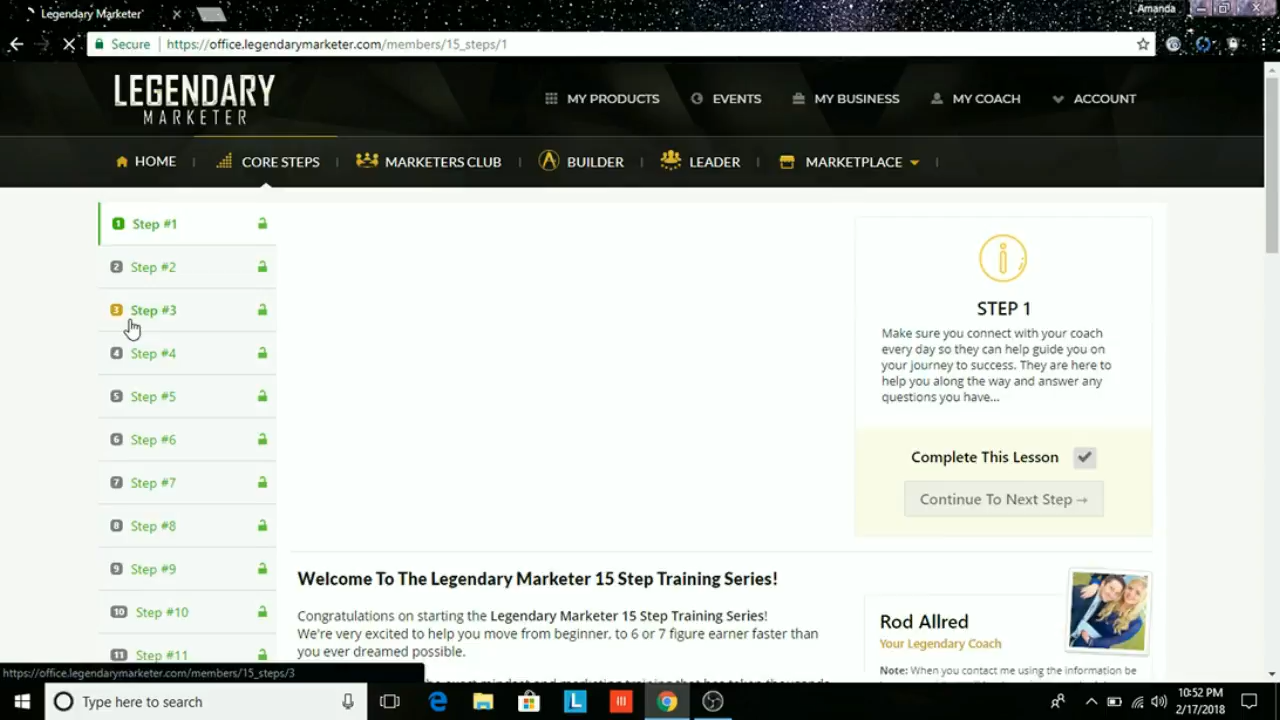 Legendary Marketer
Amanda
Secure
https://office.legendarymarketer.com/members/15_steps/1
LEGENDARY
MARKETER
MY PRODUCTS
EVENTS
MY BUSINESS
MY COACH
ACCOUNT
HOME
CORE STEPS
MARKETERS CLUB
BUILDER
LEADER
MARKETPLACE
1 Step #1
2 Step #2
3 Step #3
4 Step #4
5 Step #5
6 Step #6
7 Step #7
8 Step #8
9 Step #9
10 Step #10
11 Step #11
STEP 1
Make sure you connect with your coach
every day so they can help guide you on
your journey to success. They are here to
help you along the way and answer any
questions you have...
Complete This Lesson
Continue To Next Step →
Welcome To The Legendary Marketer 15 Step Training Series!
Congratulations on starting the Legendary Marketer 15 Step Training Series!
We're very excited to help you move from beginner, to 6 or 7 figure earner faster than
you ever dreamed possible.
Rod Allred
Your Legendary Coach
Note: When you contact me using the information be
https://office.legendarymarketer.com/members/15_steps/3
Type here to search
10:52 PM
2/17/2018